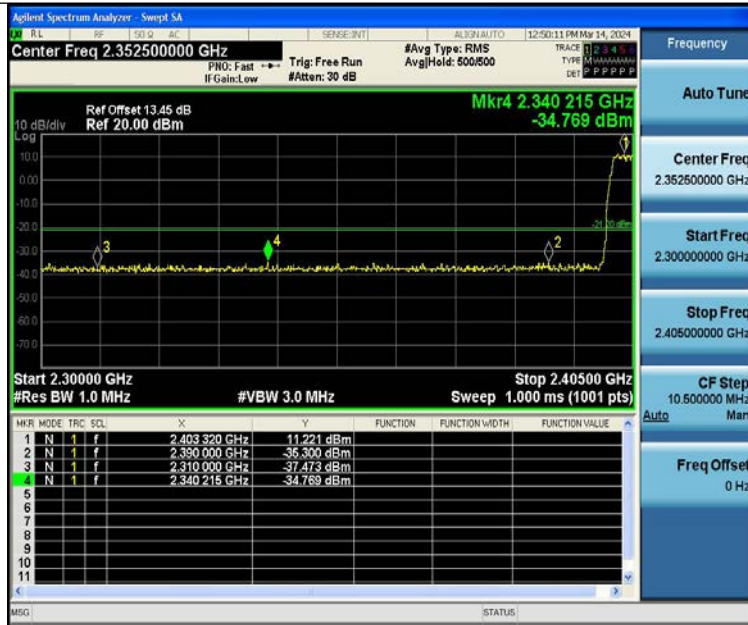 Agilent Spectrum Analyzer - Swept SA
RL RF 50 Ω AC SENSE:INT ALIGN AUTO 12:50:11 PM Mar 14, 2024
Center Freq 2.352500000 GHz
PNO: Fast
IFGain:Low
Trig: Free Run
#Atten: 30 dB
#Avg Type: RMS
Avg|Hold: 500/500
TRACE 1 2 3 4 5 6
TYPE M
DET P P P P P
Mkr4 2.340 215 GHz
-34.769 dBm
Ref Offset 13.45 dB
10 dB/div Ref 20.00 dBm
Log
10.0
0.00
-10.0
-20.0
-30.0
-40.0
-50.0
-60.0
-70.0
1
-21.20 dBm
3
4
2
Start 2.30000 GHz Stop 2.40500 GHz
#Res BW 1.0 MHz #VBW 3.0 MHz Sweep 1.000 ms (1001 pts)
MKR MODE TRC SCL X Y FUNCTION FUNCTION WIDTH FUNCTION VALUE
1 N 1 f 2.403 320 GHz 11.221 dBm
2 N 1 f 2.390 000 GHz -35.300 dBm
3 N 1 f 2.310 000 GHz -37.473 dBm
4 N 1 f 2.340 215 GHz -34.769 dBm
5
6
7
8
9
10
11
MSG STATUS
Frequency
Auto Tune
Center Freq
2.352500000 GHz
Start Freq
2.300000000 GHz
Stop Freq
2.405000000 GHz
CF Step
10.500000 MHz
Auto Man
Freq Offset
0 Hz